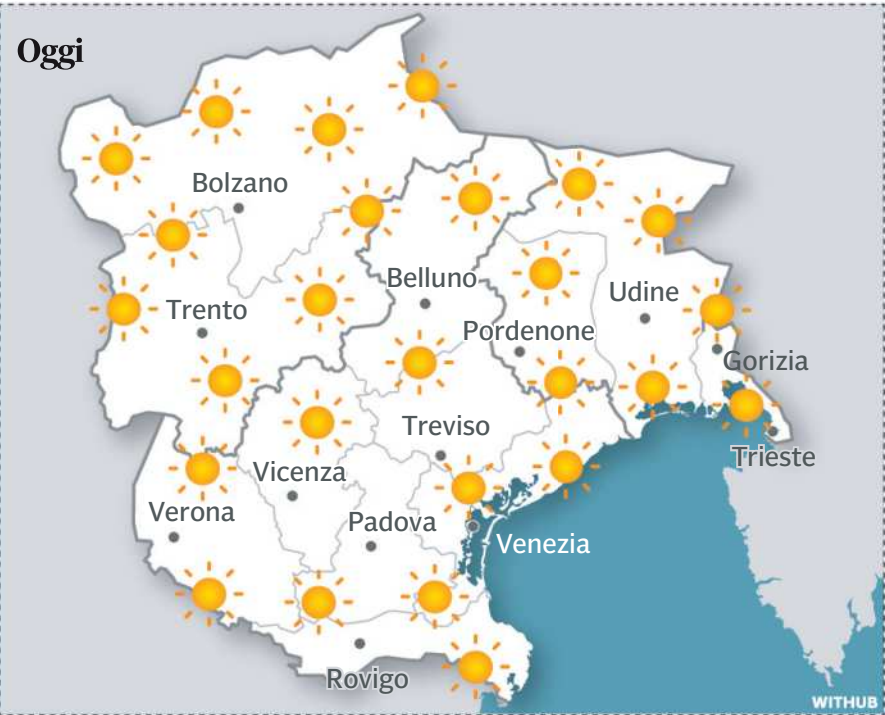 Oggi
Bolzano
Belluno
Udine
Trento
Pordenone
Gorizia
Treviso
Trieste
Vicenza
Verona
Padova
Venezia
Rovigo
WITHUB